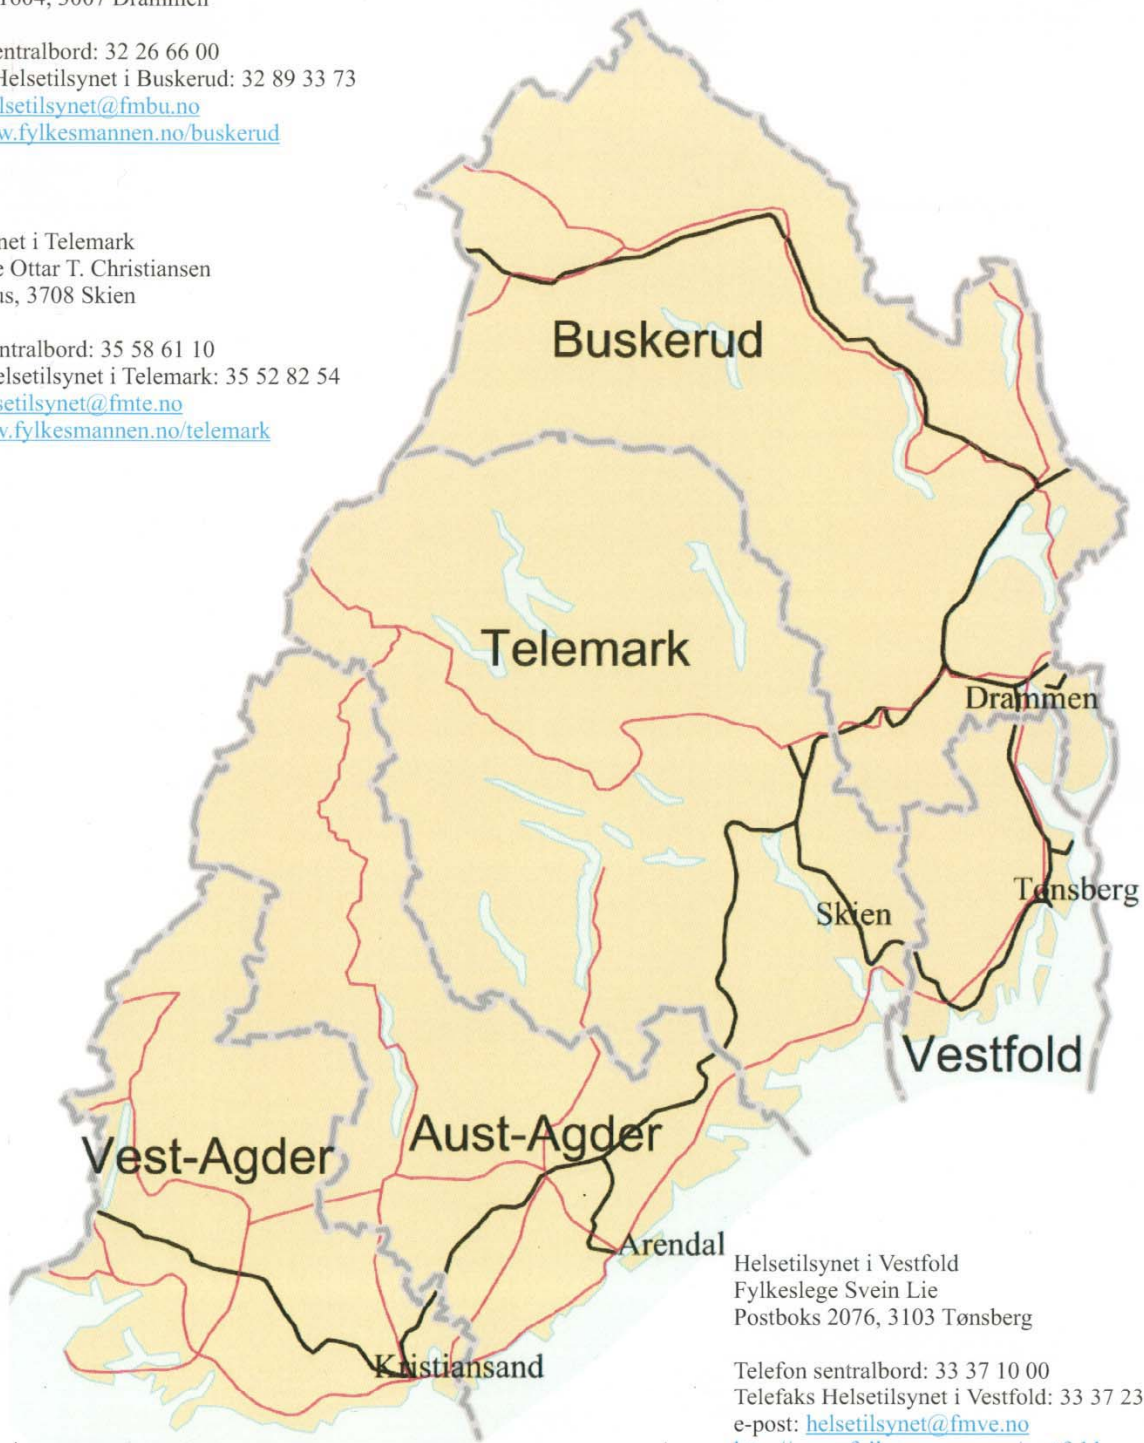 3007 Drammen
32 26 66 00
Helsetilsynet i Buskerud: 32 89 33 73
lsetilsynet@fmbu.no
w.fylkesmannen.no/buskerud
net i Telemark
e Ottar T. Christiansen
us, 3708 Skien
ntralbord: 35 58 61 10
elsetilsynet i Telemark: 35 52 82 54
setilsynet@fmte.no
w.fylkesmannen.no/telemark
Buskerud
Telemark
Drammen
Tønsberg
Skien
Vestfold
Aust-Agder
Vest-Agder
Arendal
Kristiansand
Helsetilsynet i Vestfold
Fylkeslege Svein Lie
Postboks 2076, 3103 Tønsberg
Telefon sentralbord: 33 37 10 00
Telefaks Helsetilsynet i Vestfold: 33 37 23
e-post: helsetilsynet@fmve.no